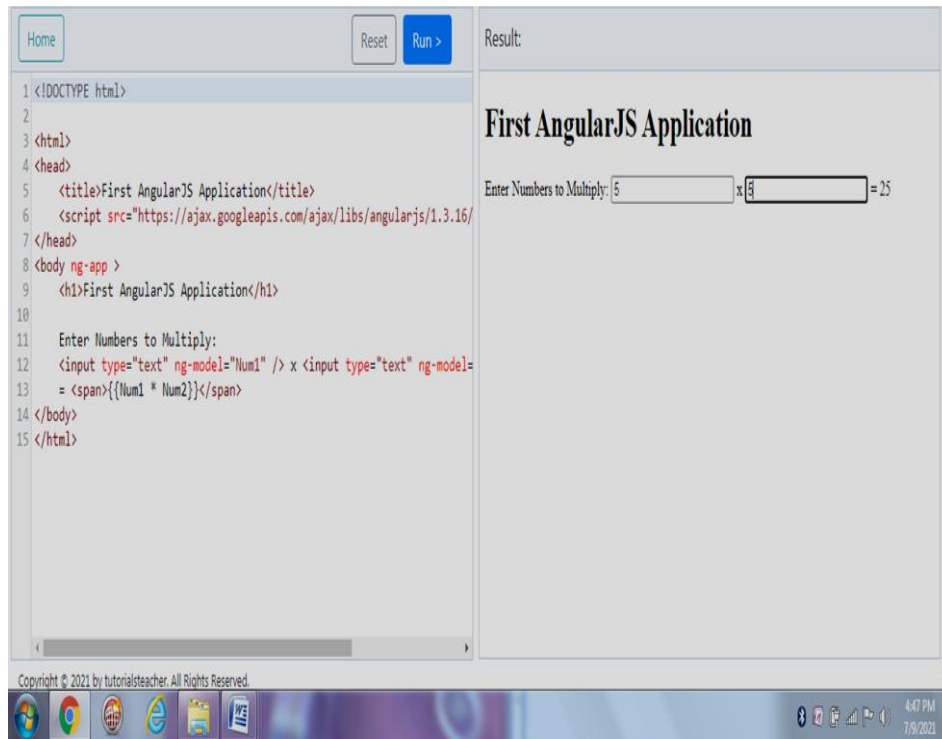 Home
Reset
Run >
1 <!DOCTYPE html>
2
3 <html>
4 <head>
5 <title>First AngularJS Application</title>
6 <script src="https://ajax.googleapis.com/ajax/libs/angularjs/1.3.16/
7 </head>
8 <body ng-app >
9 <h1>First AngularJS Application</h1>
10
11 Enter Numbers to Multiply:
12 <input type="text" ng-model="Num1" /> x <input type="text" ng-model=
13 = <span>{{Num1 * Num2}}</span>
14 </body>
15 </html>
Result:
First AngularJS Application
Enter Numbers to Multiply: 5 x 5 = 25
Copyright © 2021 by tutorialsteacher. All Rights Reserved.
4:47 PM
7/9/2021